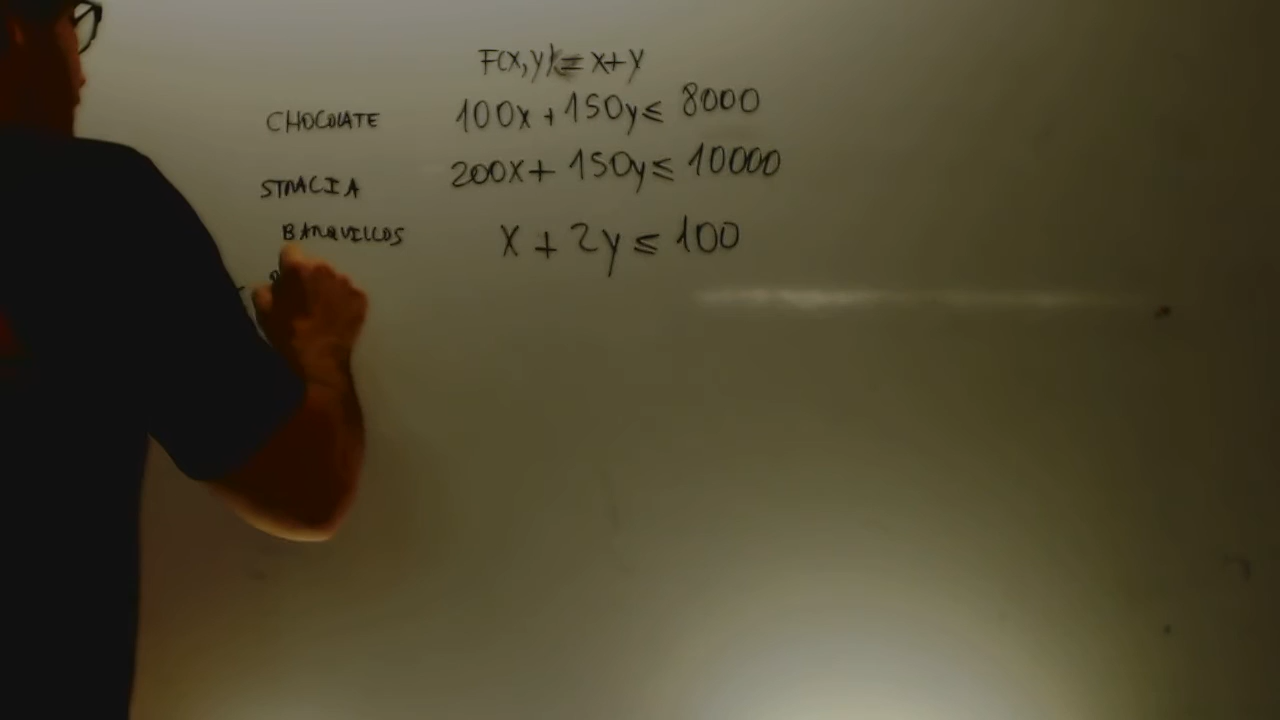 F(x,y)= x+y
CHOCOLATE 100x + 150y ≤ 8000
STRACIA 200x + 150y ≤ 10000
BARQUILLOS x + 2y ≤ 100